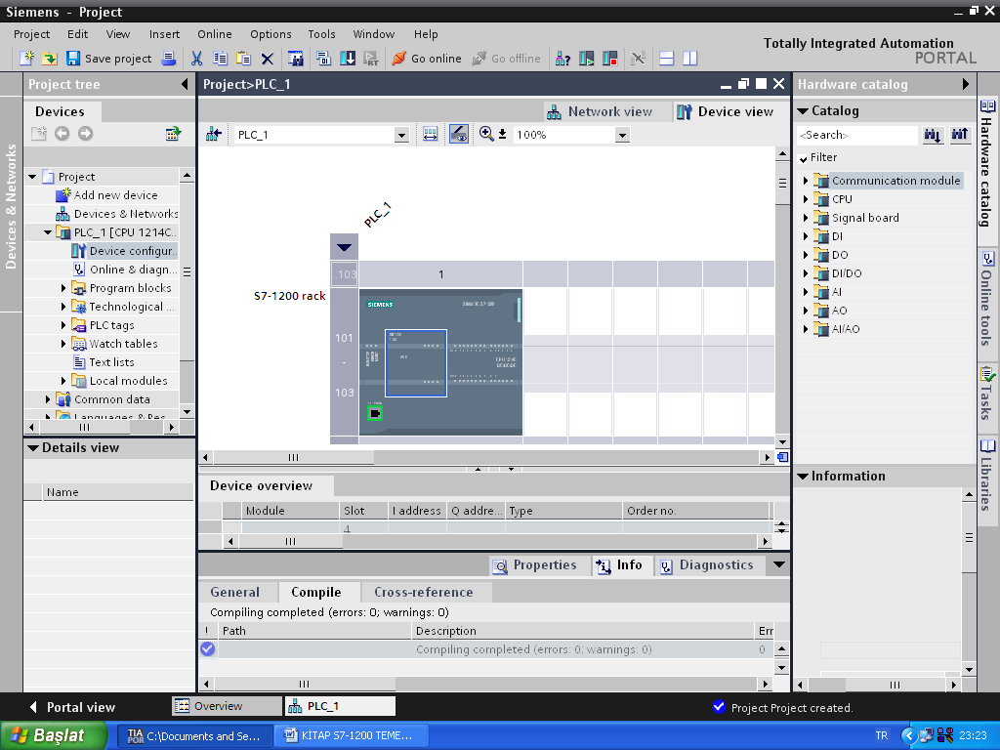 Siemens - Project
Project Edit View Insert Online Options Tools Window Help
Totally Integrated Automation
PORTAL
Save project Go online Go offline
Project tree
Devices
Devices & Networks
Project
Add new device
Devices & Networks
PLC_1 [CPU 1214C...
Device configur...
Online & diagn...
Program blocks
Technological ...
PLC tags
Watch tables
Text lists
Local modules
Common data
Languages & Res
Details view
Name
Project>PLC_1
Network view Device view
PLC_1 100%
PLC_1
..103 1
S7-1200 rack
SIEMENS SIMATIC S7-1200
101
-
103
Device overview
Module Slot I address Q addre... Type Order no.
4
Properties Info Diagnostics
General Compile Cross-reference
Compiling completed (errors: 0; warnings: 0)
! Path Description Err
Compiling completed (errors: 0; warnings: 0) 0
Hardware catalog
Catalog
<Search>
Filter
Communication module
CPU
Signal board
DI
DO
DI/DO
AI
AO
AI/AO
Information
Hardware catalog
Online tools
Tasks
Libraries
Portal view Overview PLC_1 Project Project created.
Başlat TIA POR C:\Documents and Se... KİTAP S7-1200 TEME... TR 23:23